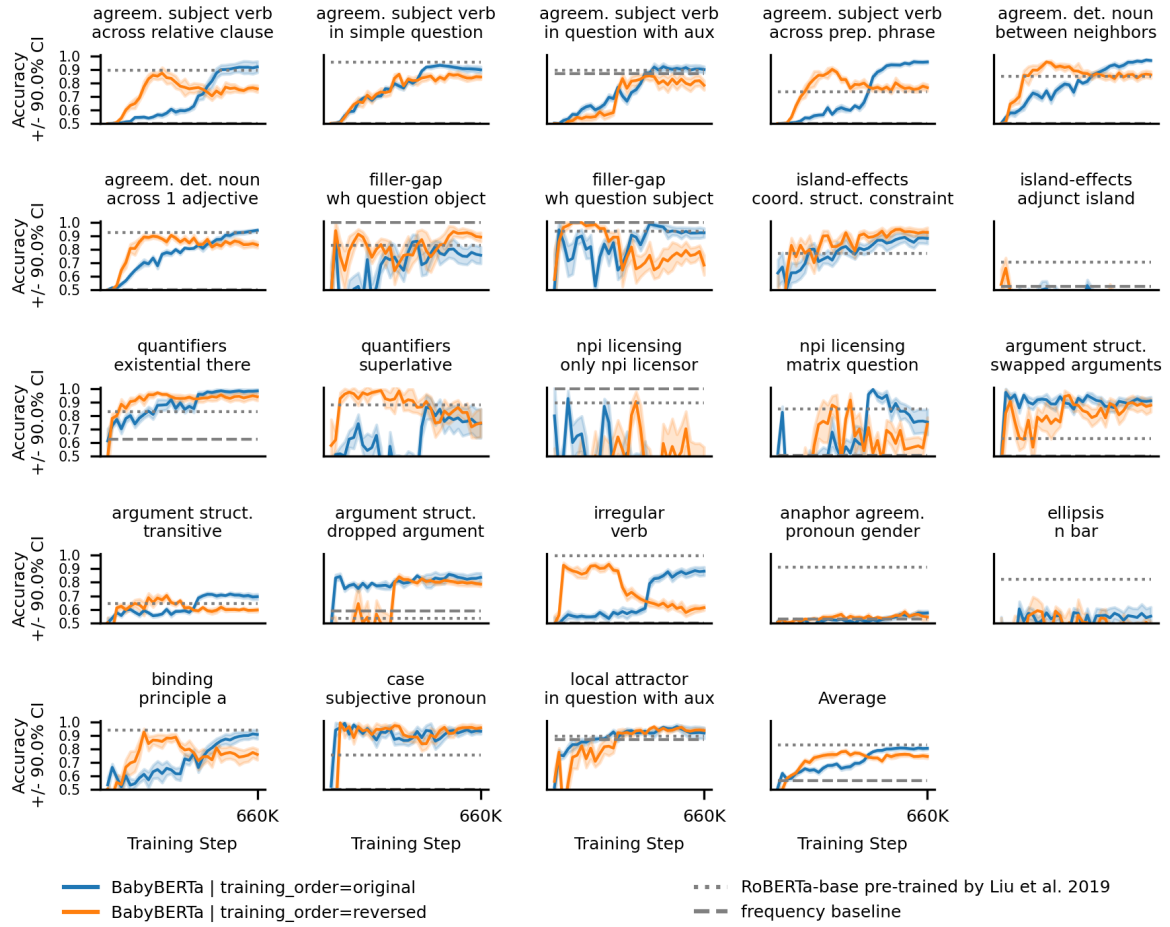 agreem. subject verb
across relative clause
agreem. subject verb
in simple question
agreem. subject verb
in question with aux
agreem. subject verb
across prep. phrase
agreem. det. noun
between neighbors
Accuracy
+/- 90.0% CI
1.0
0.9
0.8
0.7
0.6
0.5
agreem. det. noun
across 1 adjective
filler-gap
wh question object
filler-gap
wh question subject
island-effects
coord. struct. constraint
island-effects
adjunct island
Accuracy
+/- 90.0% CI
1.0
0.9
0.8
0.7
0.6
0.5
quantifiers
existential there
quantifiers
superlative
npi licensing
only npi licensor
npi licensing
matrix question
argument struct.
swapped arguments
Accuracy
+/- 90.0% CI
1.0
0.9
0.8
0.7
0.6
0.5
argument struct.
transitive
argument struct.
dropped argument
irregular
verb
anaphor agreem.
pronoun gender
ellipsis
n bar
Accuracy
+/- 90.0% CI
1.0
0.9
0.8
0.7
0.6
0.5
binding
principle a
case
subjective pronoun
local attractor
in question with aux
Average
Accuracy
+/- 90.0% CI
1.0
0.9
0.8
0.7
0.6
0.5
660K
660K
660K
660K
Training Step
Training Step
Training Step
Training Step
BabyBERTa | training_order=original
BabyBERTa | training_order=reversed
RoBERTa-base pre-trained by Liu et al. 2019
frequency baseline